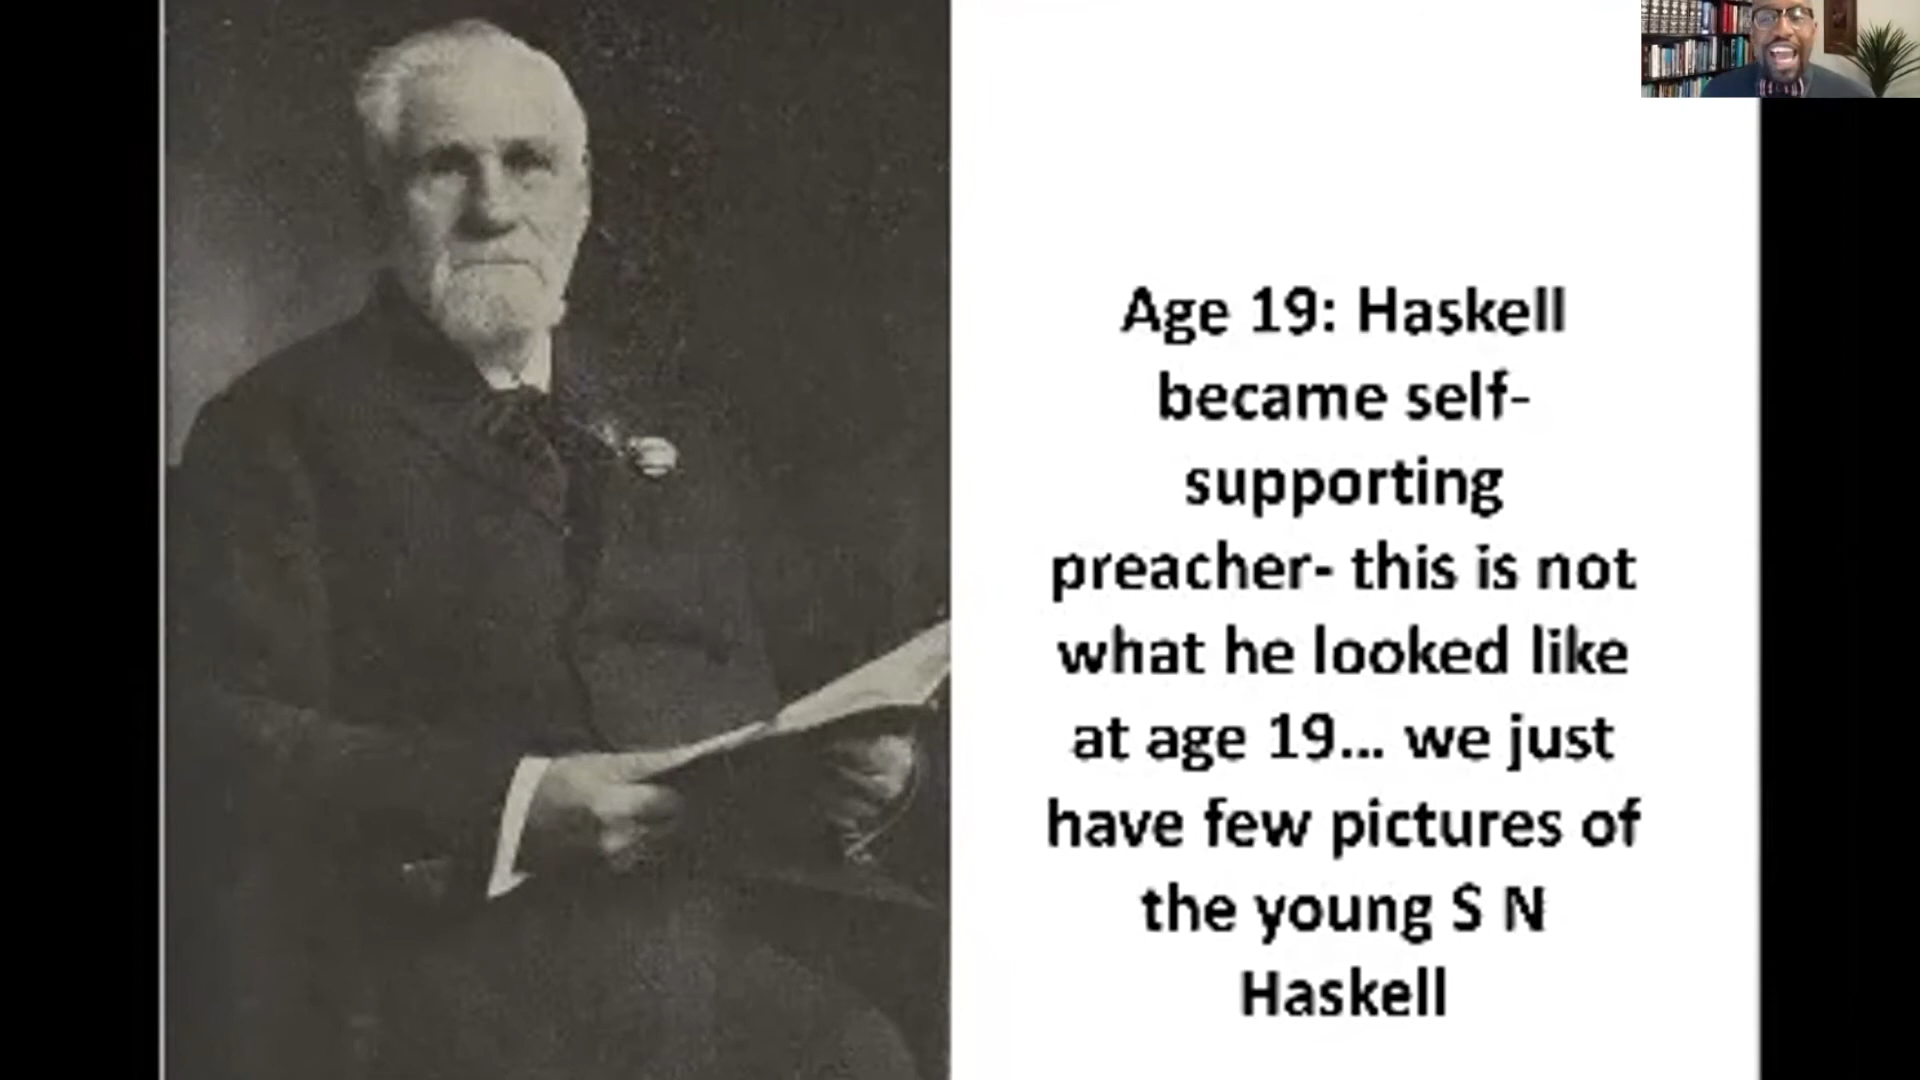 Age 19: Haskell
became self-
supporting
preacher- this is not
what he looked like
at age 19... we just
have few pictures of
the young S N
Haskell